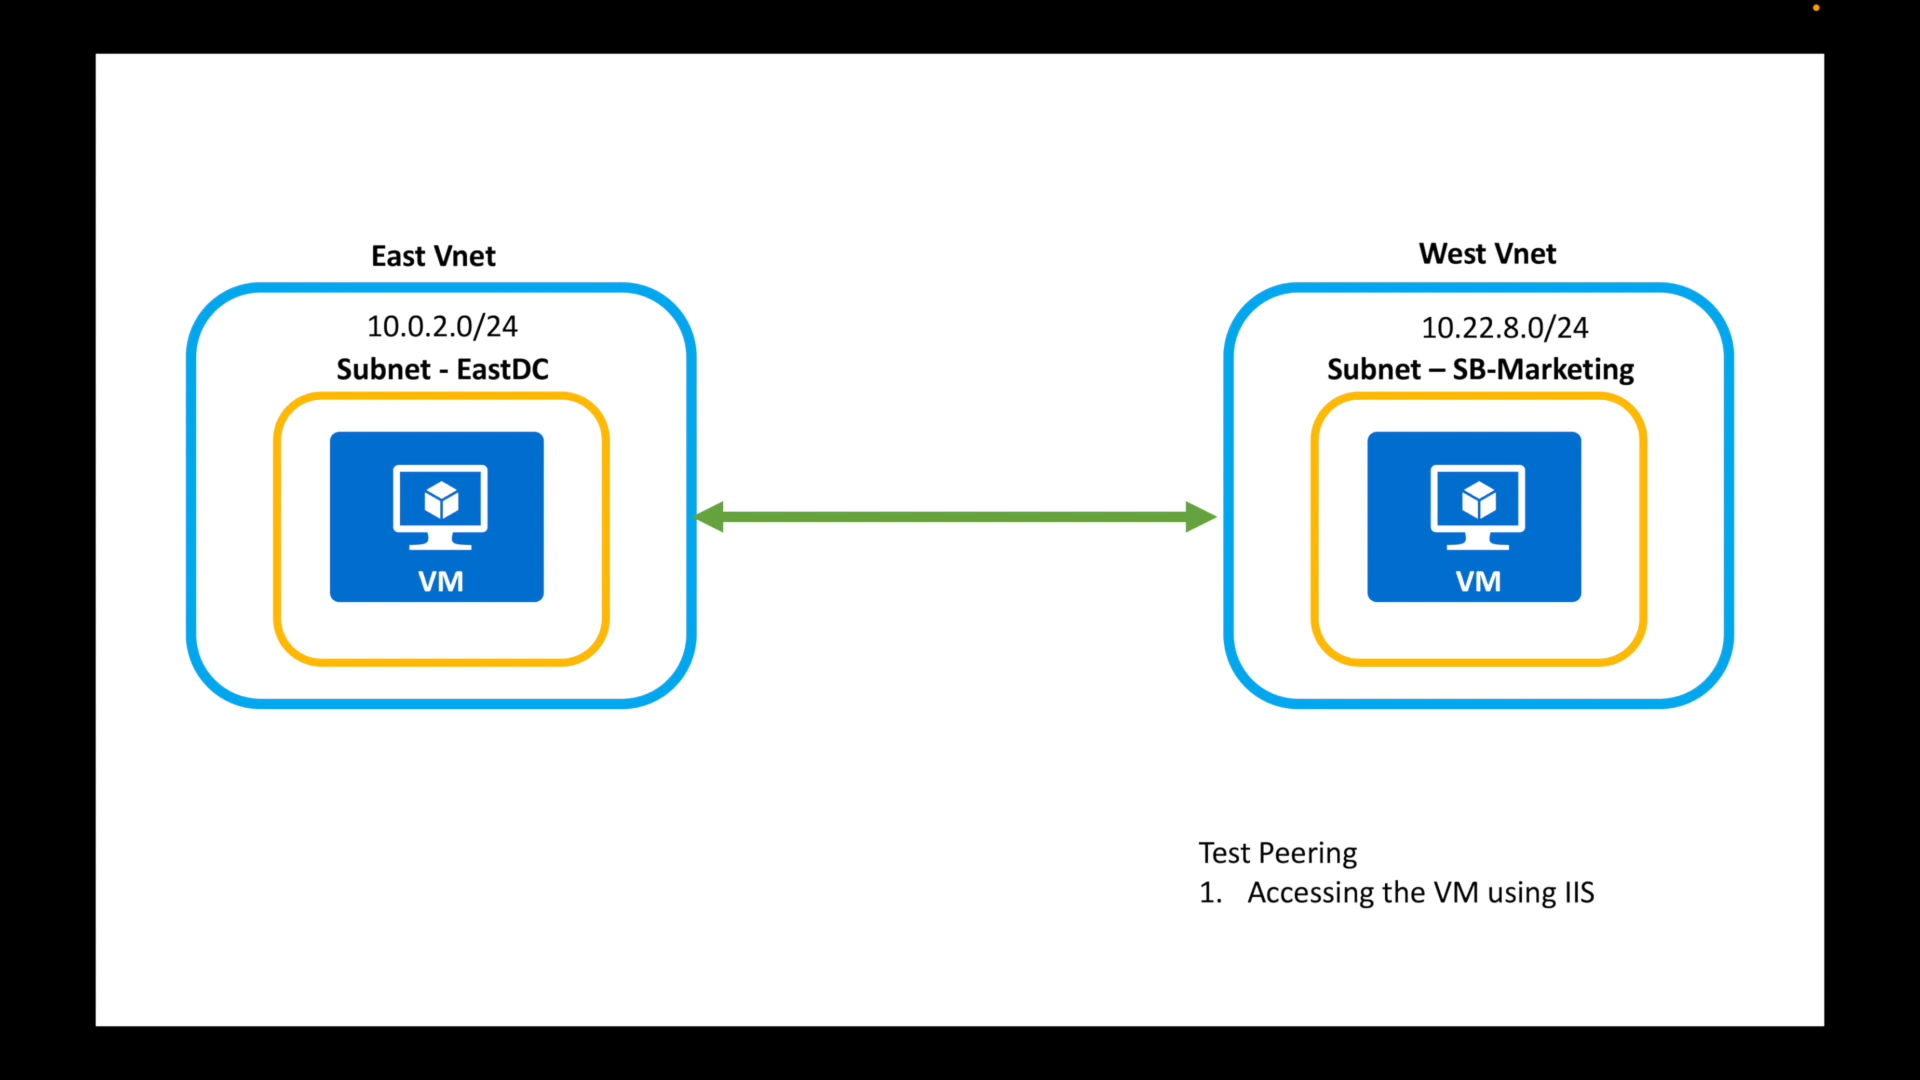 East Vnet
10.0.2.0/24
Subnet - EastDC
VM
West Vnet
10.22.8.0/24
Subnet – SB-Marketing
VM
Test Peering
1. Accessing the VM using IIS